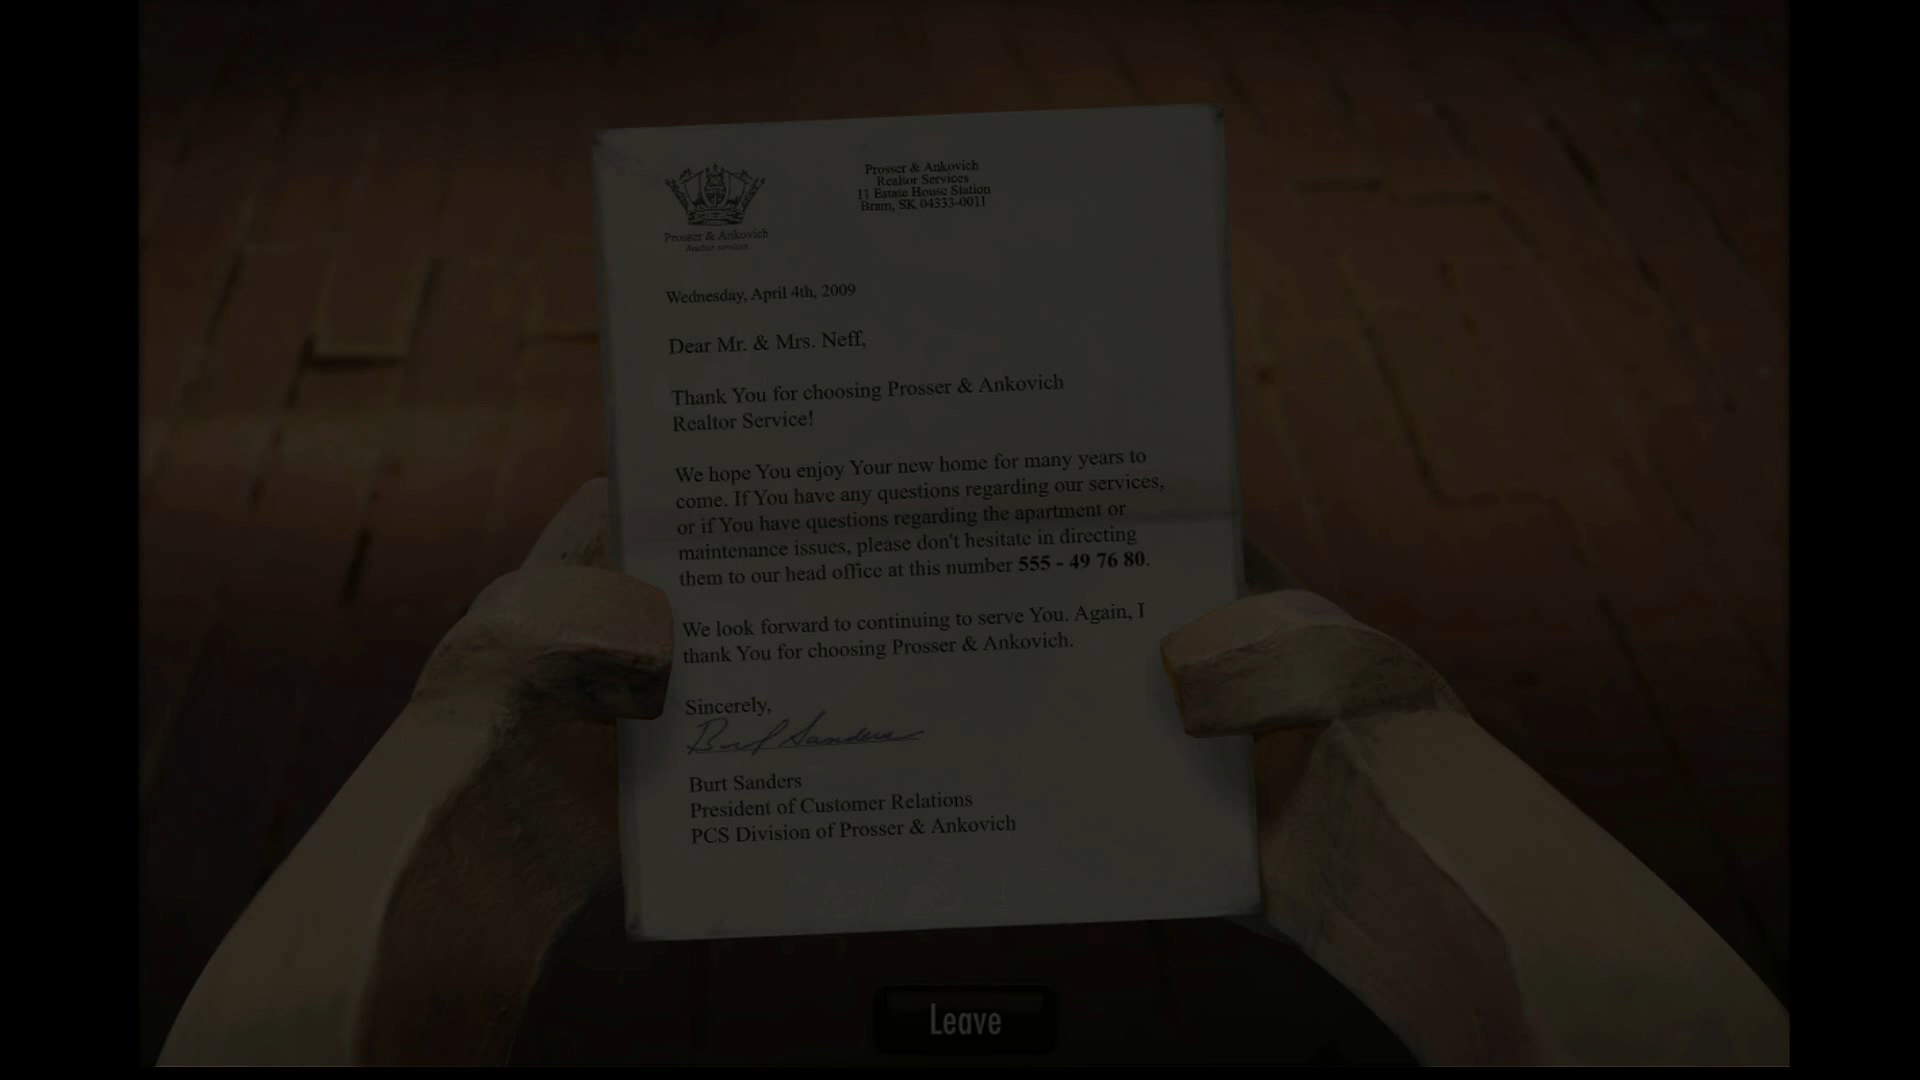 Prosser & Ankovich
Realtor Services
11 Estate House Station
Bram, SK 04333-0011
Prosser & Ankovich
Realtor services
Wednesday, April 4th, 2009
Dear Mr. & Mrs. Neff,
Thank You for choosing Prosser & Ankovich
Realtor Service!
We hope You enjoy Your new home for many years to
come. If You have any questions regarding our services,
or if You have questions regarding the apartment or
maintenance issues, please don't hesitate in directing
them to our head office at this number 555 - 49 76 80.
We look forward to continuing to serve You. Again, I
thank You for choosing Prosser & Ankovich.
Sincerely,
Burt Sanders
Burt Sanders
President of Customer Relations
PCS Division of Prosser & Ankovich
Leave